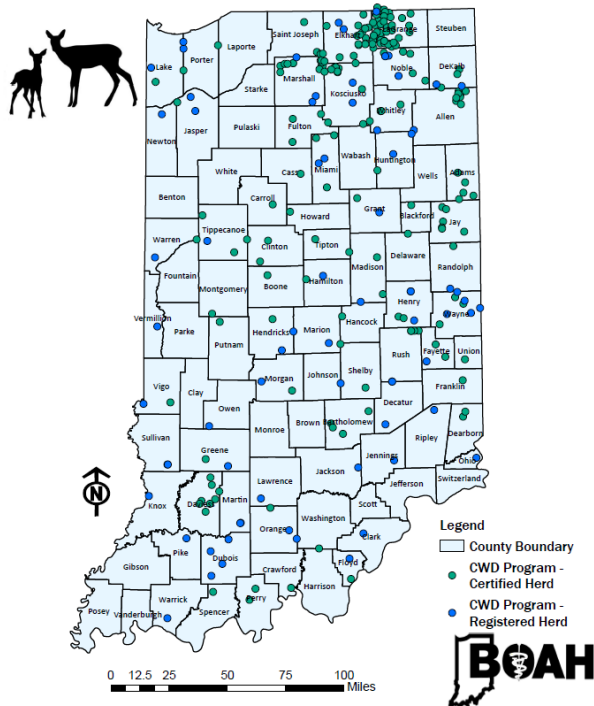 Saint Joseph
Elkhart
Lagrange
Steuben
Laporte
Porter
Lake
Noble
DeKalb
Marshall
Starke
Kosciusko
Whitley
Allen
Jasper
Newton
Pulaski
Fulton
Wabash
Huntington
Miami
White
Cass
Wells
Adams
Benton
Carroll
Howard
Grant
Blackford
Jay
Tippecanoe
Warren
Clinton
Tipton
Delaware
Randolph
Madison
Fountain
Montgomery
Boone
Hamilton
Henry
Wayne
Vermillion
Parke
Hendricks
Marion
Hancock
Putnam
Rush
Fayette
Union
Morgan
Johnson
Shelby
Franklin
Vigo
Clay
Owen
Decatur
Monroe
Brown
Bartholomew
Ripley
Dearborn
Sullivan
Greene
Jennings
Ohio
Jackson
Switzerland
Lawrence
Jefferson
Knox
Daviess
Martin
Scott
Washington
Orange
Clark
Pike
Dubois
Gibson
Crawford
Floyd
Harrison
Warrick
Perry
Posey
Vanderburgh
Spencer
N
Legend
County Boundary
CWD Program -
Certified Herd
CWD Program -
Registered Herd
BOAH
0 12.5 25 50 75 100
Miles